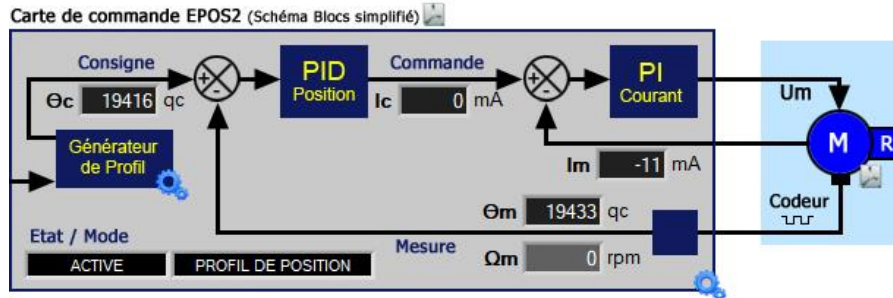 Carte de commande EPOS2 (Schéma Blocs simplifié)
Consigne
Commande
PID
Position
PI
Courant
Um
Θc 19416 qc
Ic 0 mA
Générateur
de Profil
M
R
Im -11 mA
Codeur
Θm 19433 qc
Etat / Mode
Mesure
ACTIVE
PROFIL DE POSITION
Ωm 0 rpm